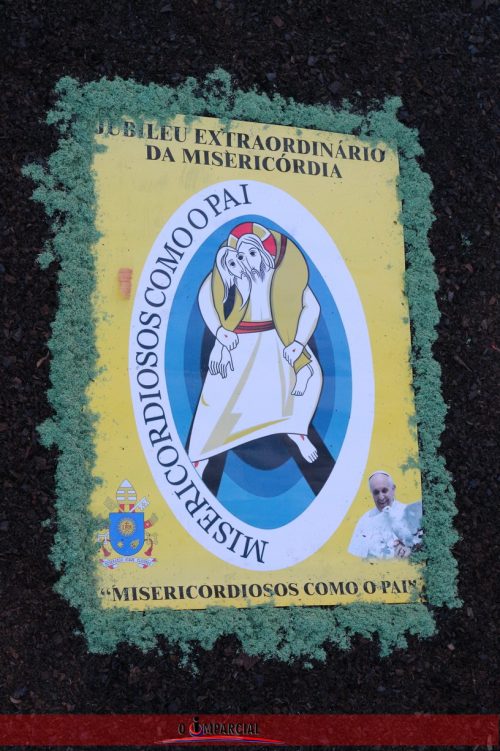 JUBILEU EXTRAORDINÁRIO
DA MISERICÓRDIA
MISERICORDIOSOS COMO O PAI
"MISERICORDIOSOS COMO O PAI"
O IMPARCIAL